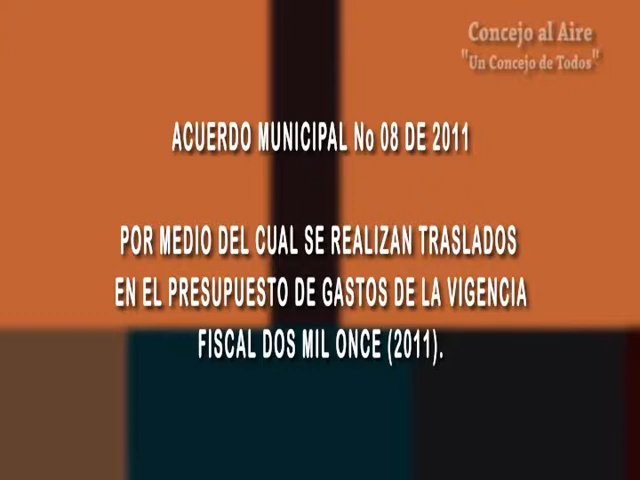 Concejo al Aire
"Un Concejo de Todos"
ACUERDO MUNICIPAL No 08 DE 2011
POR MEDIO DEL CUAL SE REALIZAN TRASLADOS
EN EL PRESUPUESTO DE GASTOS DE LA VIGENCIA
FISCAL DOS MIL ONCE (2011).